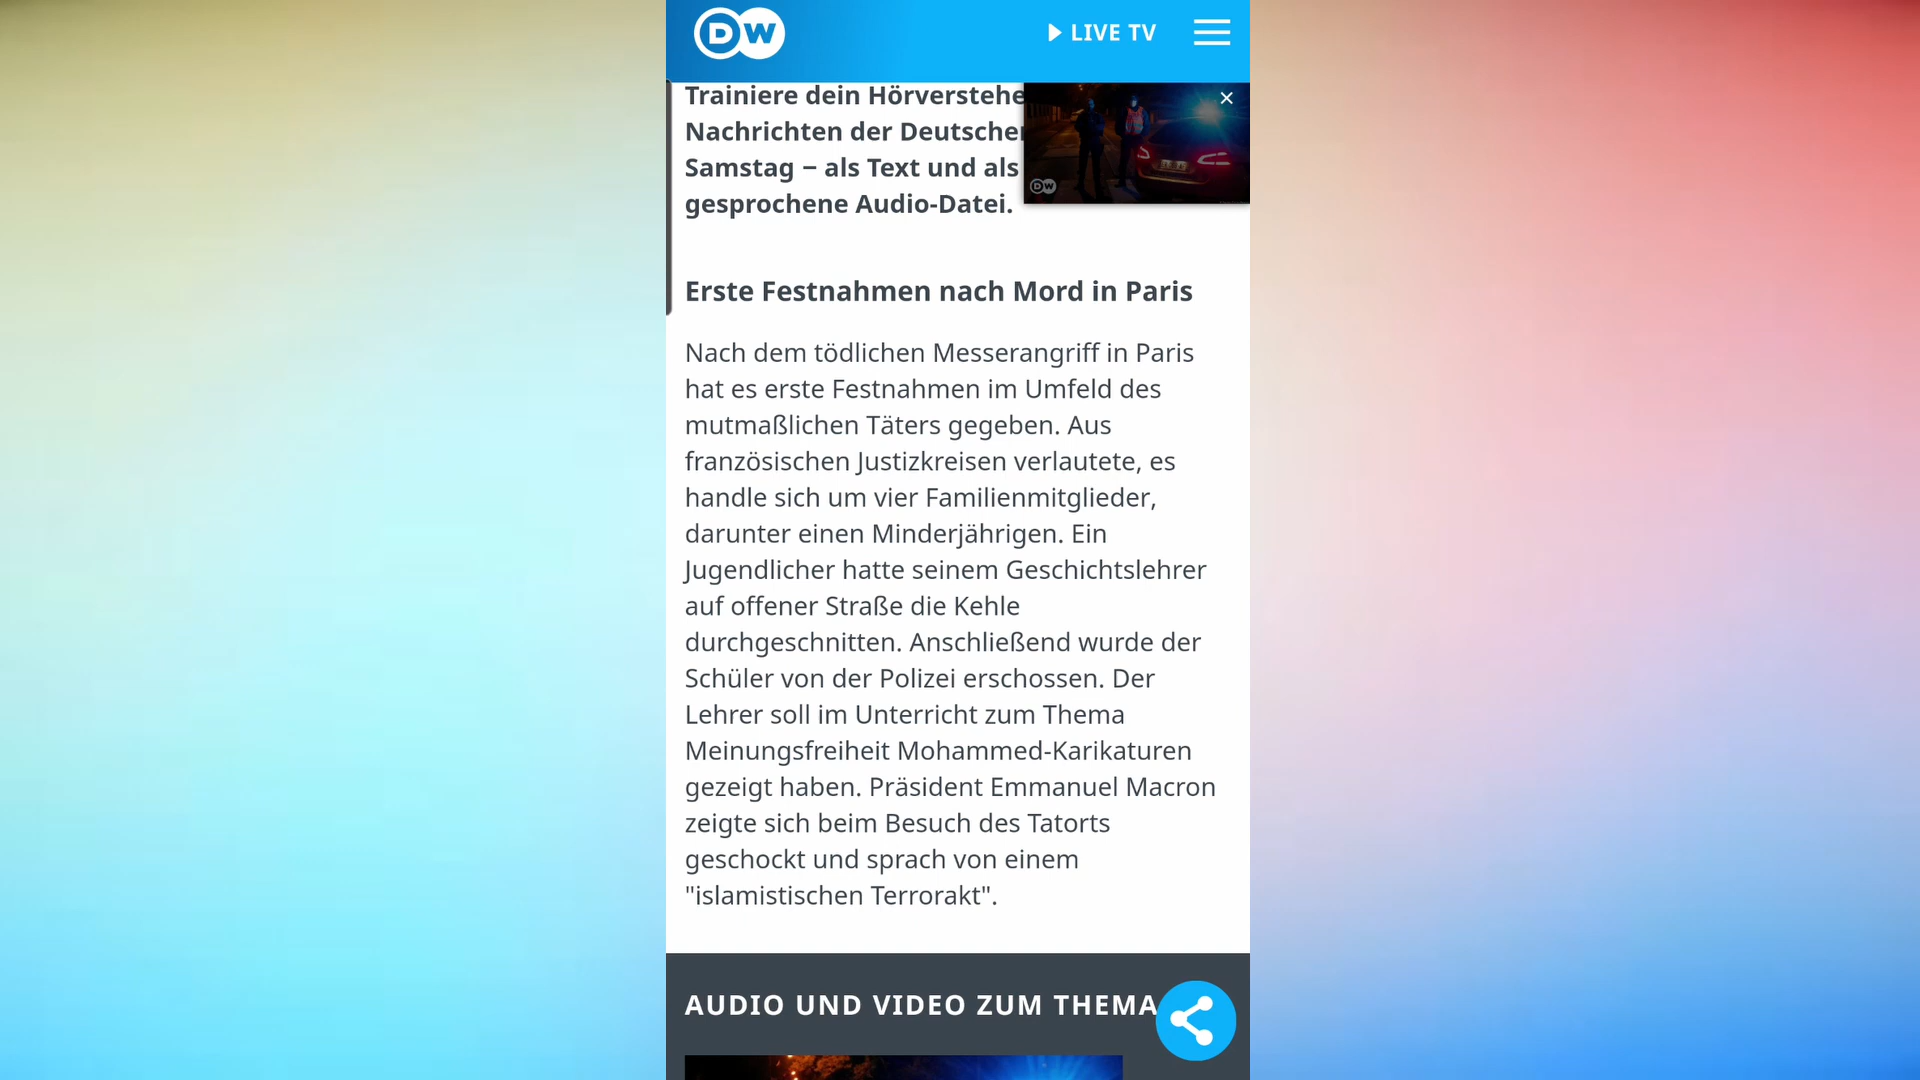 DW
LIVE TV
Trainiere dein Hörverstehe
Nachrichten der Deutsche
Samstag – als Text und als
gesprochene Audio-Datei.
DW
Erste Festnahmen nach Mord in Paris
Nach dem tödlichen Messerangriff in Paris
hat es erste Festnahmen im Umfeld des
mutmaßlichen Täters gegeben. Aus
französischen Justizkreisen verlautete, es
handle sich um vier Familienmitglieder,
darunter einen Minderjährigen. Ein
Jugendlicher hatte seinem Geschichtslehrer
auf offener Straße die Kehle
durchgeschnitten. Anschließend wurde der
Schüler von der Polizei erschossen. Der
Lehrer soll im Unterricht zum Thema
Meinungsfreiheit Mohammed-Karikaturen
gezeigt haben. Präsident Emmanuel Macron
zeigte sich beim Besuch des Tatorts
geschockt und sprach von einem
"islamistischen Terrorakt".
AUDIO UND VIDEO ZUM THEMA